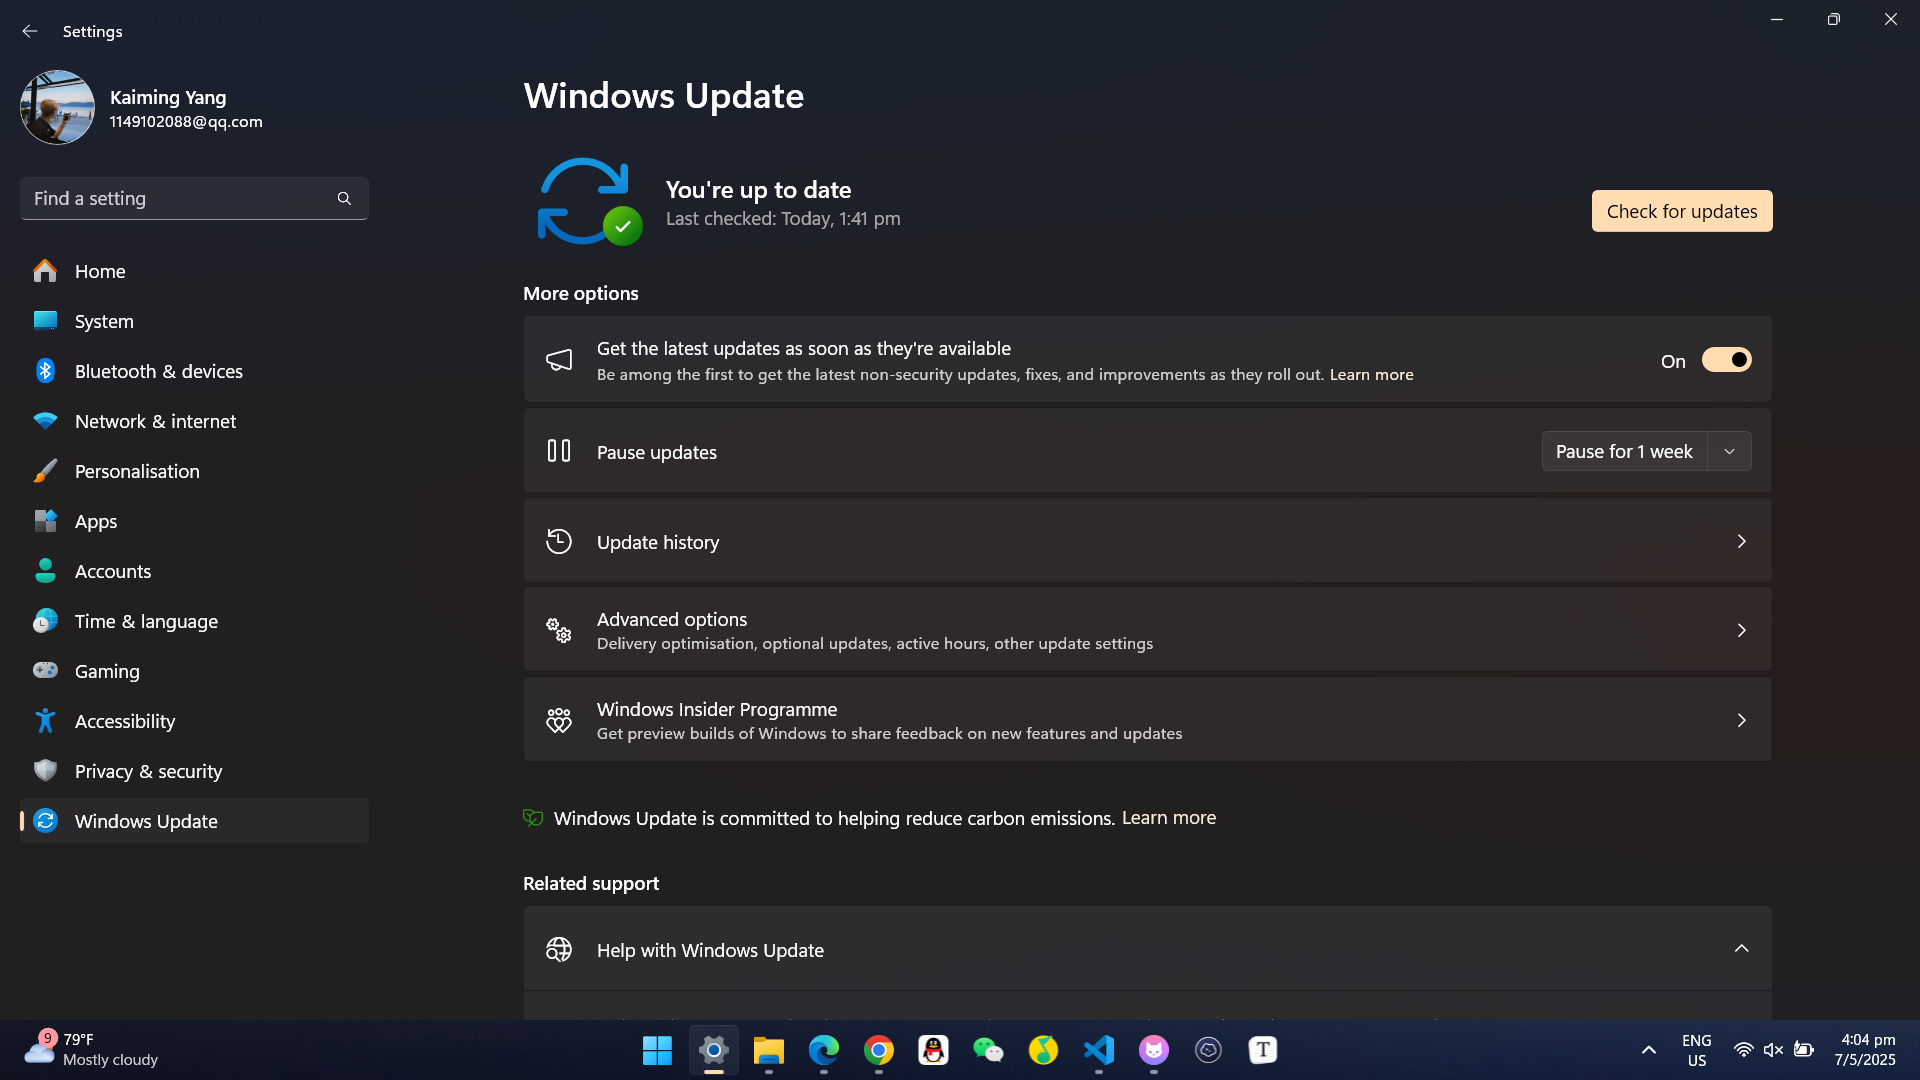 Settings
Kaiming Yang
1149102088@qq.com
Find a setting
Home
System
Bluetooth & devices
Network & internet
Personalisation
Apps
Accounts
Time & language
Gaming
Accessibility
Privacy & security
Windows Update
Windows Update
You're up to date
Last checked: Today, 1:41 pm
Check for updates
More options
Get the latest updates as soon as they're available
Be among the first to get the latest non-security updates, fixes, and improvements as they roll out. Learn more
On
Pause updates
Pause for 1 week
Update history
Advanced options
Delivery optimisation, optional updates, active hours, other update settings
Windows Insider Programme
Get preview builds of Windows to share feedback on new features and updates
Windows Update is committed to helping reduce carbon emissions. Learn more
Related support
Help with Windows Update
9
79°F
Mostly cloudy
T
ENG
US
4:04 pm
7/5/2025